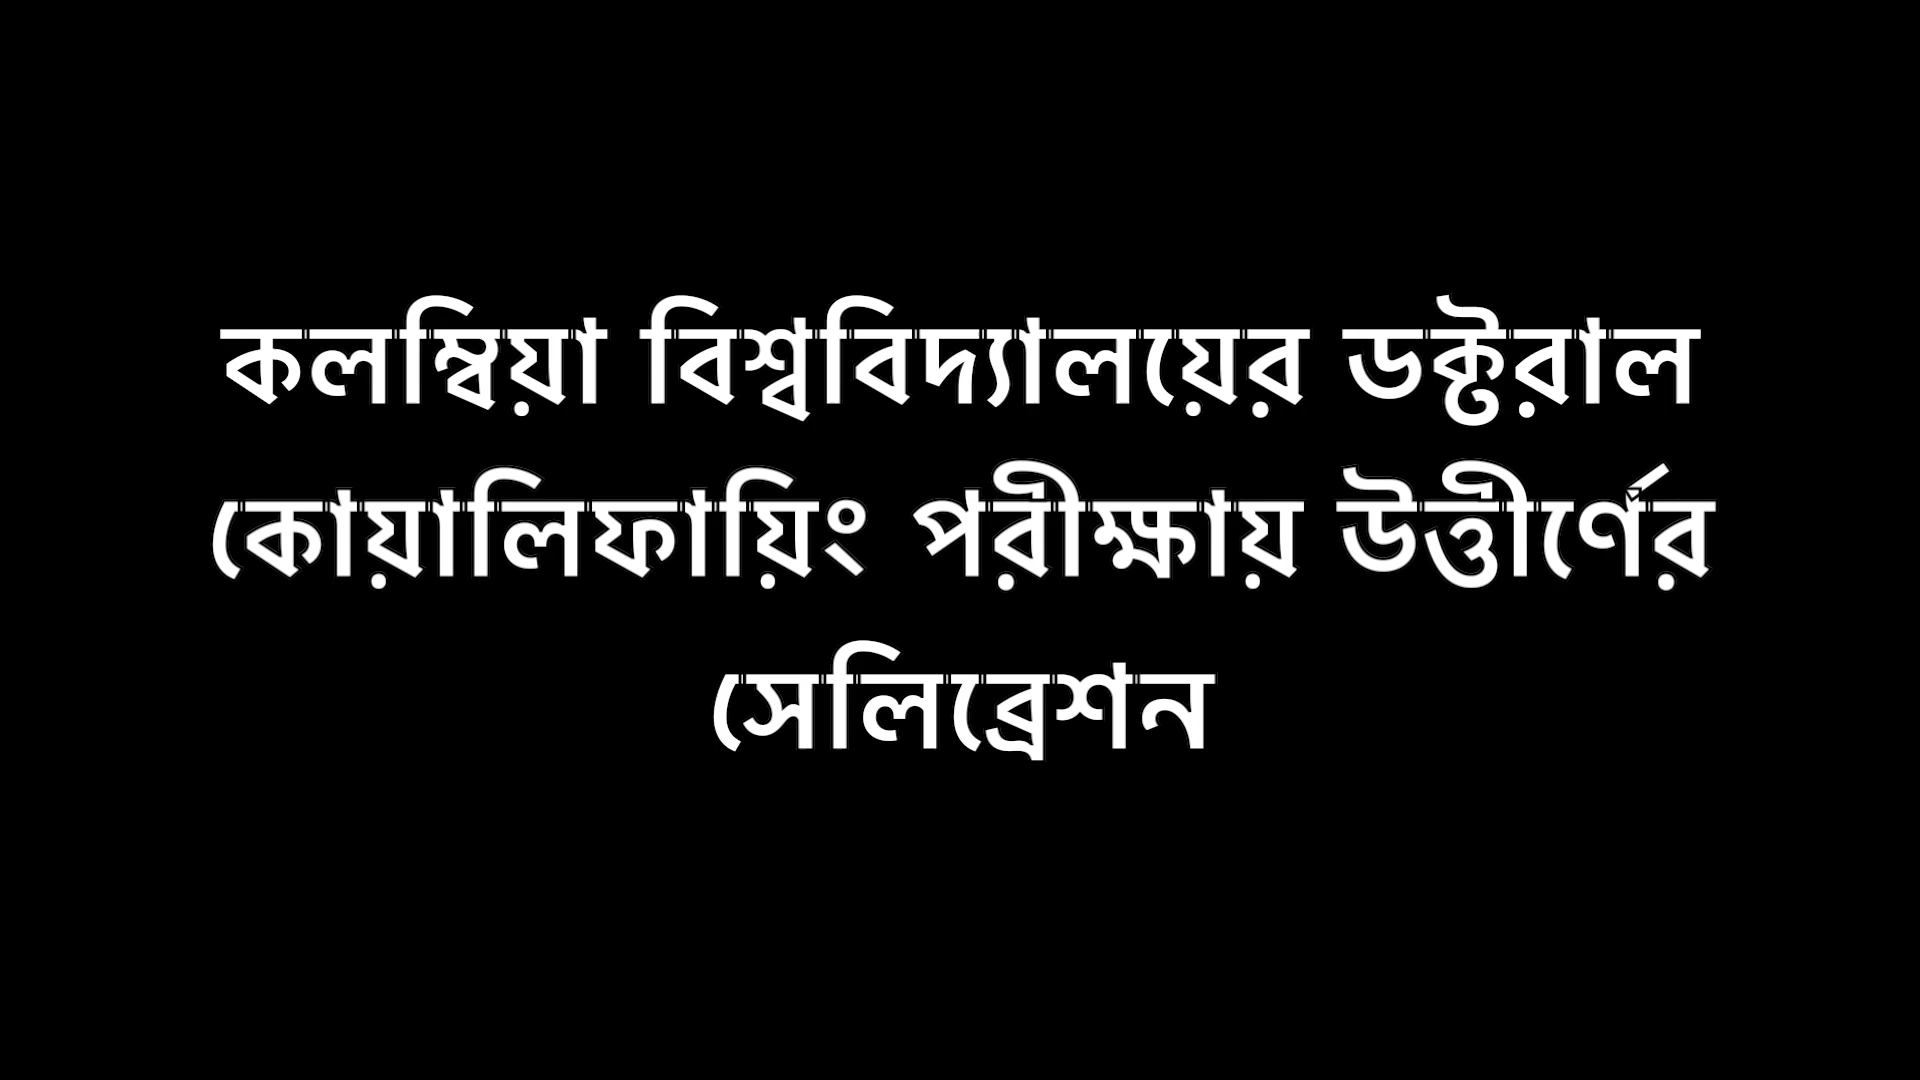 কলম্বিয়া বিশ্ববিদ্যালয়ের ডক্টরাল
কোয়ালিফায়িং পরীক্ষায় উত্তীর্ণের
সেলিব্রেশন